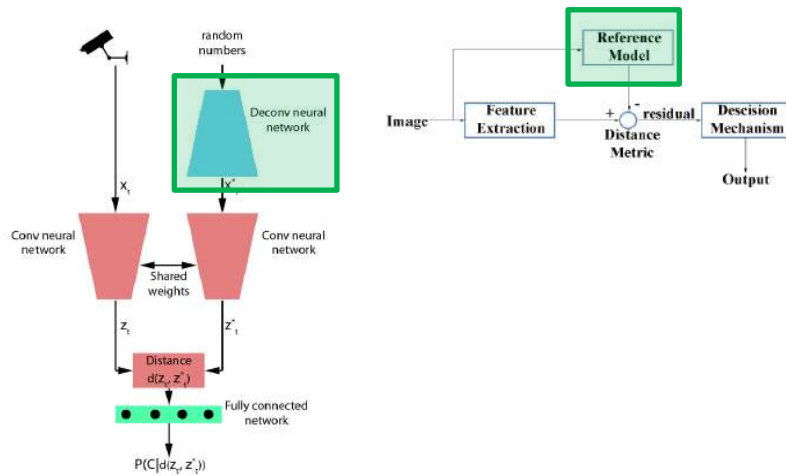 random
numbers
Deconv neural
network
X_t
X*_t
Conv neural
network
Conv neural
network
Shared
weights
Z_t
Z*_t
Distance
d(Z_t, Z*_t)
Fully connected
network
P(C|d(Z_t, Z*_t))
Reference
Model
Image
Feature
Extraction
+
-
residual
Distance
Metric
Descision
Mechanism
Output